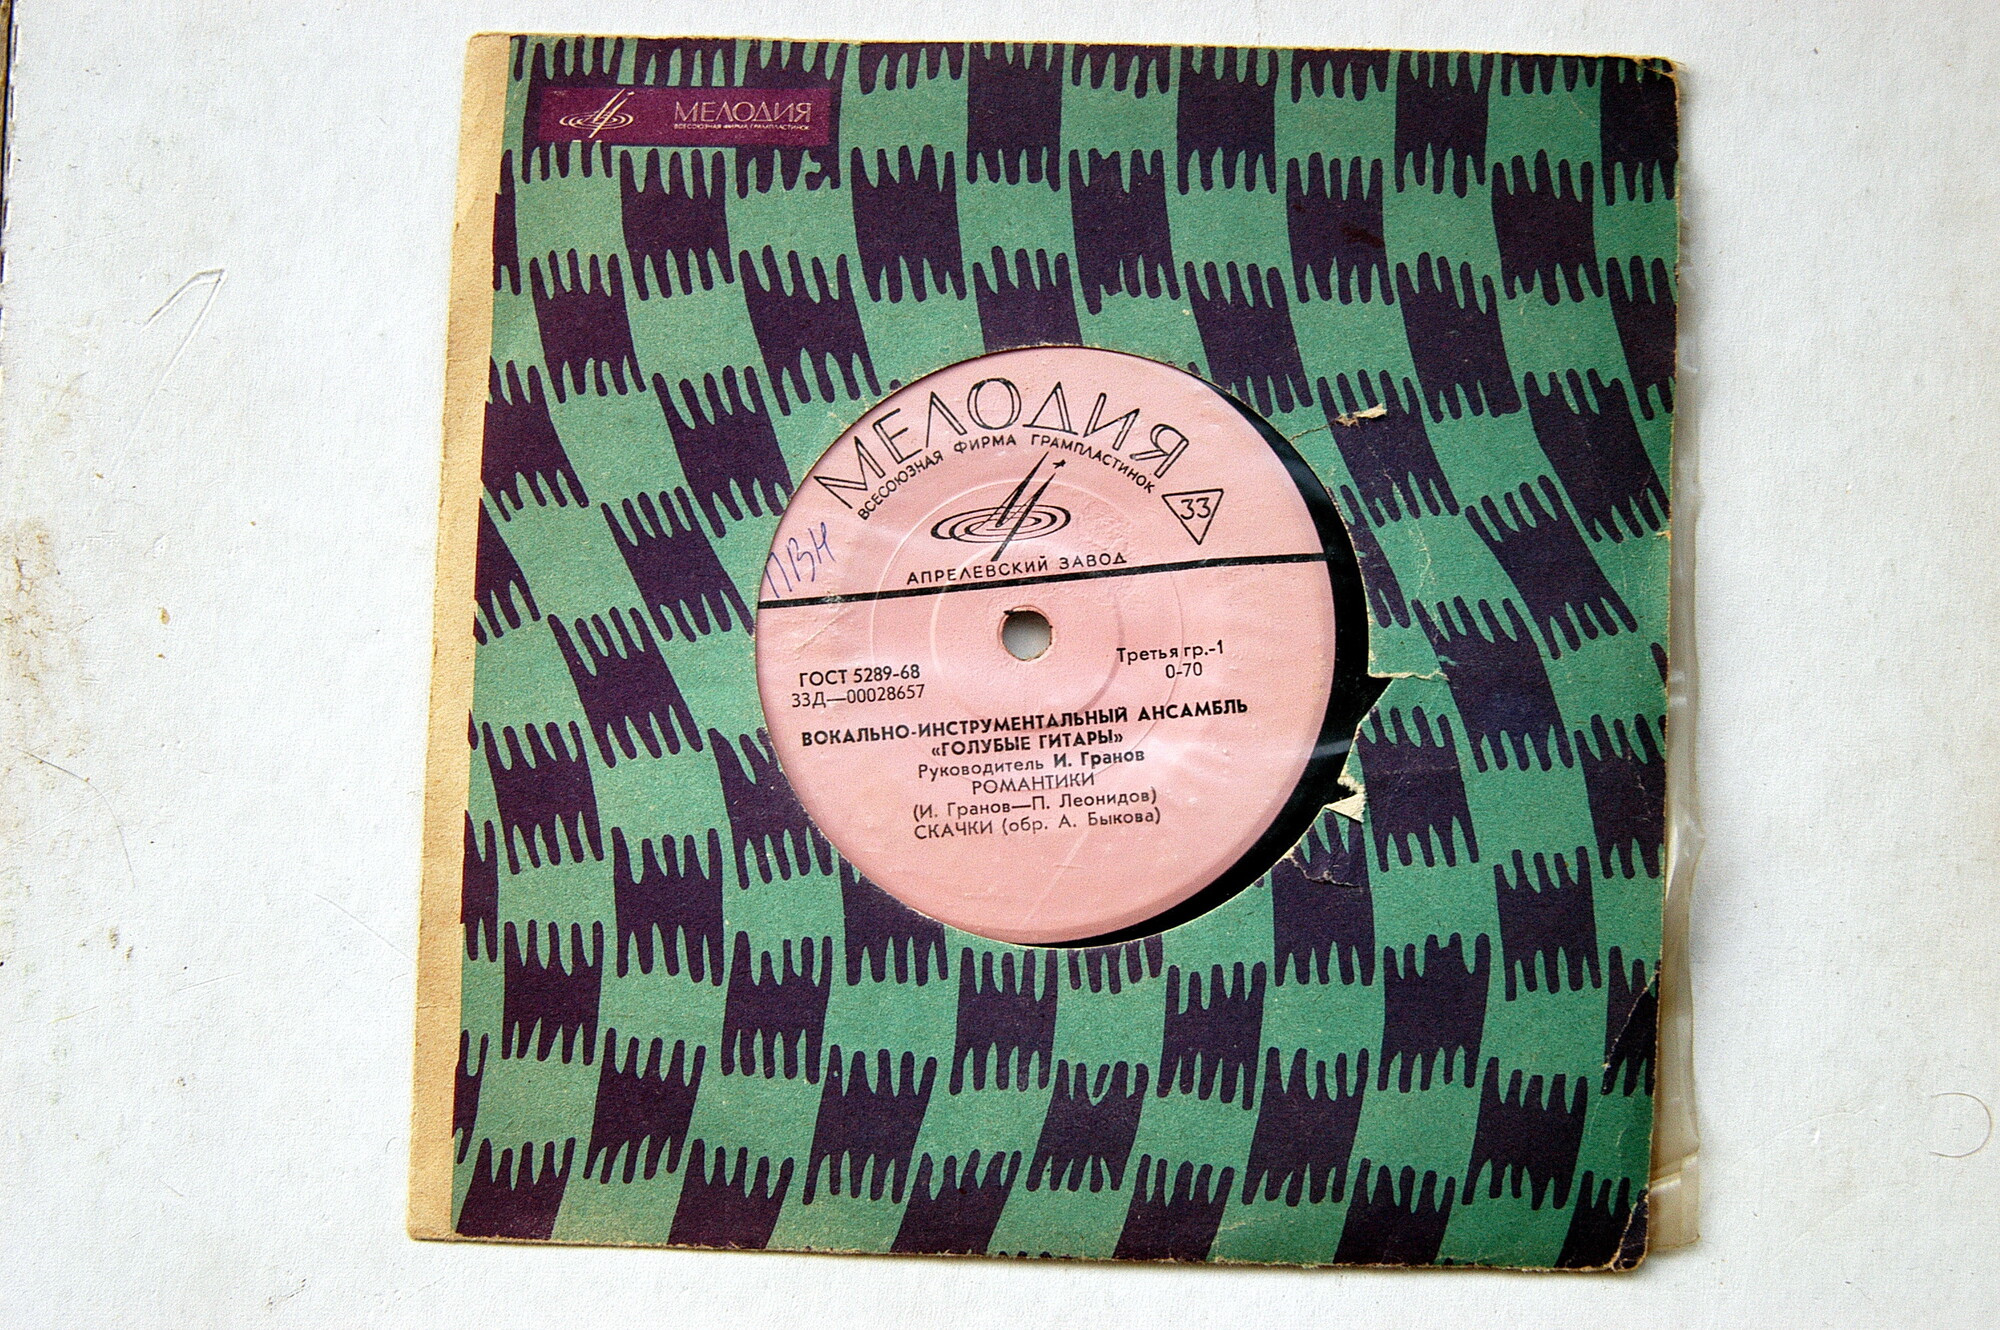 МЕЛОДИЯ
ВСЕСОЮЗНАЯ ФИРМА ГРАМПЛАСТИНОК
МЕЛОДИЯ
ВСЕСОЮЗНАЯ ФИРМА ГРАМПЛАСТИНОК
33
ПВН
АПРЕЛЕВСКИЙ ЗАВОД
ГОСТ 5289-68
Третья гр.-1
33Д—00028657
0-70
ВОКАЛЬНО-ИНСТРУМЕНТАЛЬНЫЙ АНСАМБЛЬ
«ГОЛУБЫЕ ГИТАРЫ»
Руководитель И. Гранов
РОМАНТИКИ
(И. Гранов—П. Леонидов)
СКАЧКИ (обр. А. Быкова)